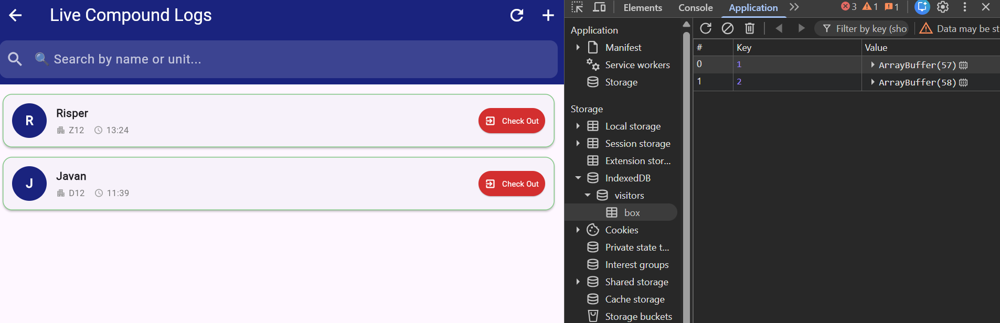 Live Compound Logs
🔍 Search by name or unit...
R
Risper
Z12 13:24
Check Out
J
Javan
D12 11:39
Check Out
Elements Console Application
3 1 1
Application
Manifest
Service workers
Storage
Storage
Local storage
Session storage
Extension stor...
IndexedDB
visitors
box
Cookies
Private state t...
Interest groups
Shared storage
Cache storage
Storage buckets
Filter by key (sho
Data may be st
# Key Value
0 1 ArrayBuffer(57)
1 2 ArrayBuffer(58)